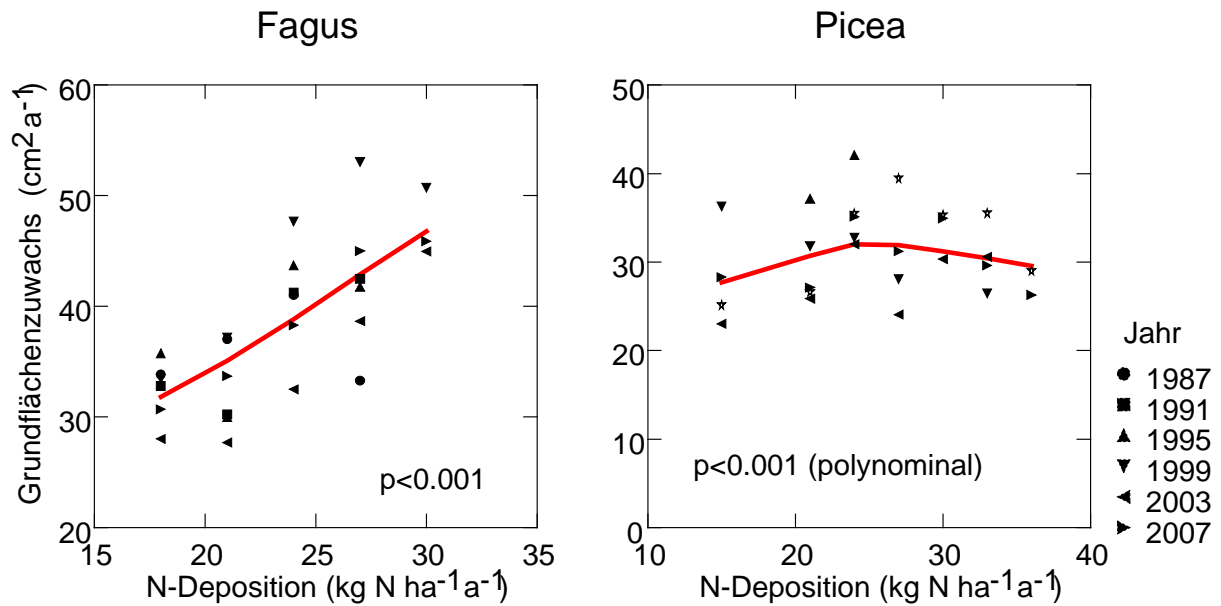 Fagus
Grundflächenzuwachs (cm² a⁻¹)
60
50
40
30
20
15 20 25 30 35
N-Deposition (kg N ha⁻¹a⁻¹)
p<0.001
Picea
50
40
30
20
10
0
10 20 30 40
N-Deposition (kg N ha⁻¹a⁻¹)
p<0.001 (polynominal)
Jahr
1987
1991
1995
1999
2003
2007